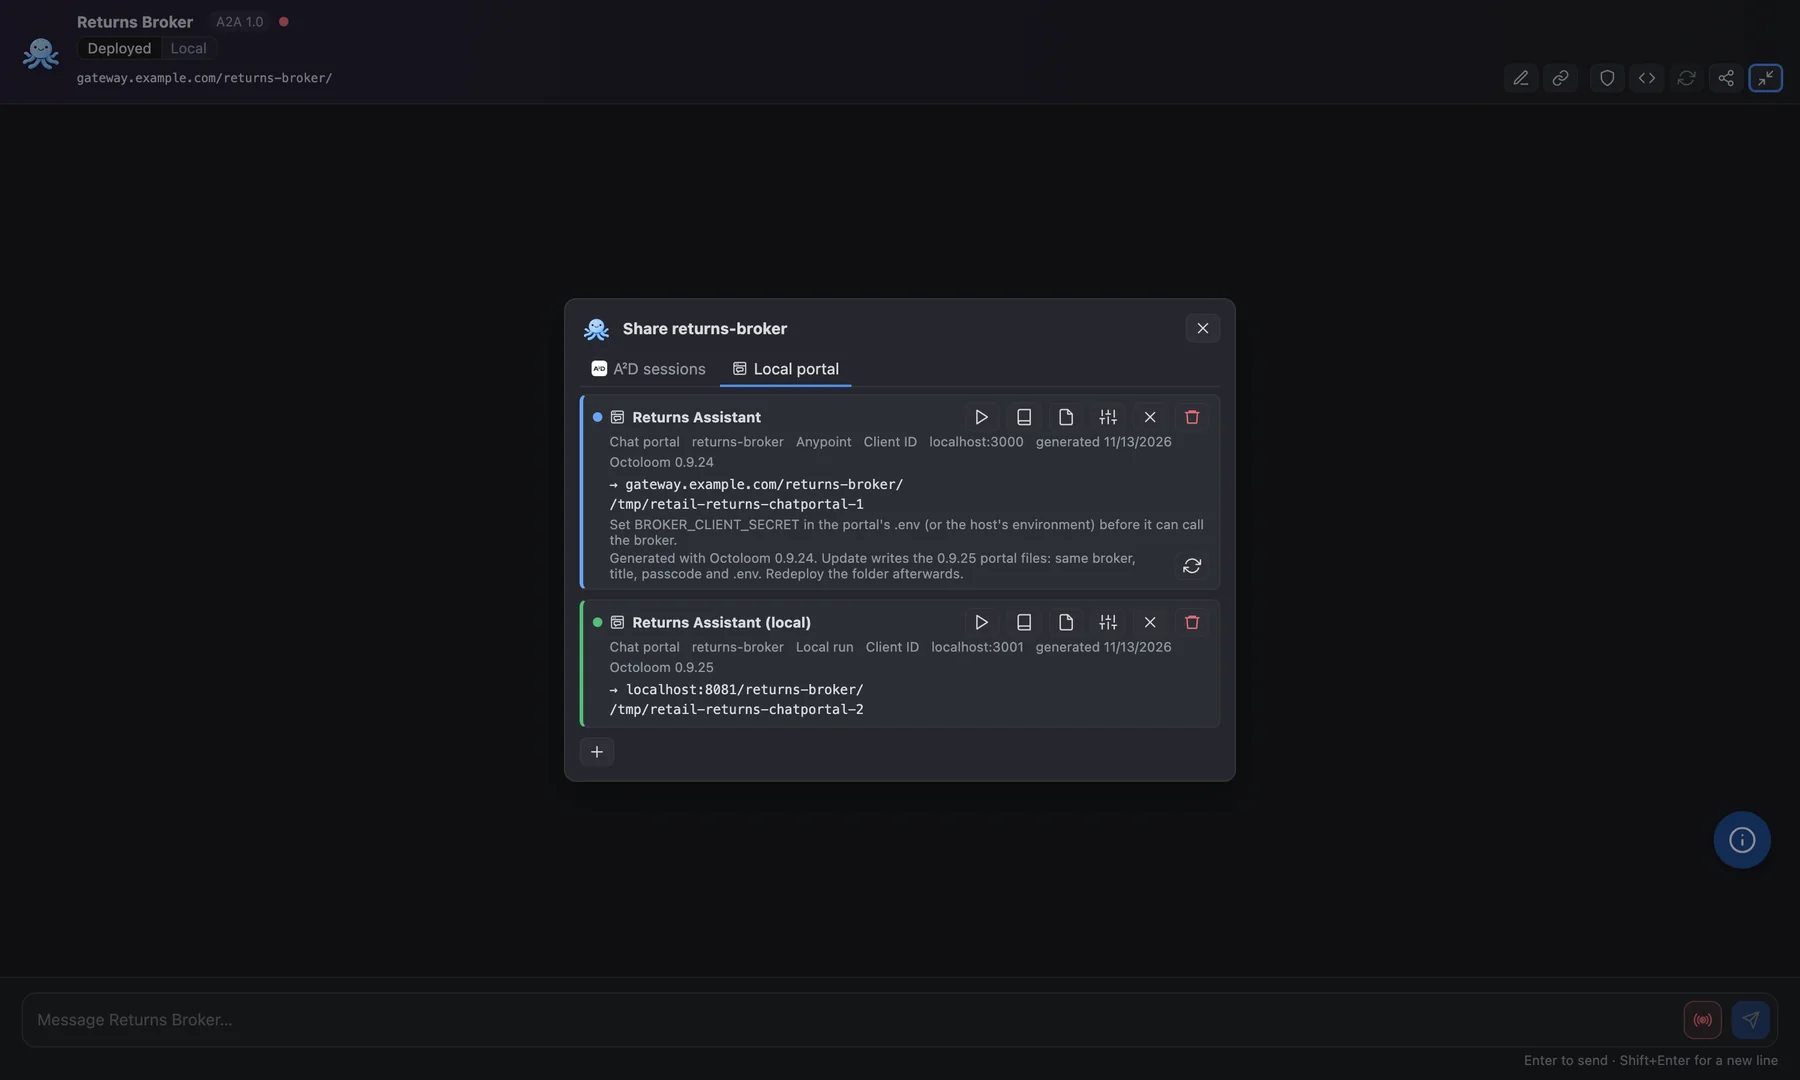 Returns Broker A2A 1.0
Deployed Local
gateway.example.com/returns-broker/
Share returns-broker
A²D A²D sessions Local portal
Returns Assistant
Chat portal returns-broker Anypoint Client ID localhost:3000 generated 11/13/2026
Octoloom 0.9.24
→ gateway.example.com/returns-broker/
/tmp/retail-returns-chatportal-1
Set BROKER_CLIENT_SECRET in the portal's .env (or the host's environment) before it can call
the broker.
Generated with Octoloom 0.9.24. Update writes the 0.9.25 portal files: same broker,
title, passcode and .env. Redeploy the folder afterwards.
Returns Assistant (local)
Chat portal returns-broker Local run Client ID localhost:3001 generated 11/13/2026
Octoloom 0.9.25
→ localhost:8081/returns-broker/
/tmp/retail-returns-chatportal-2
Message Returns Broker...
Enter to send · Shift+Enter for a new line